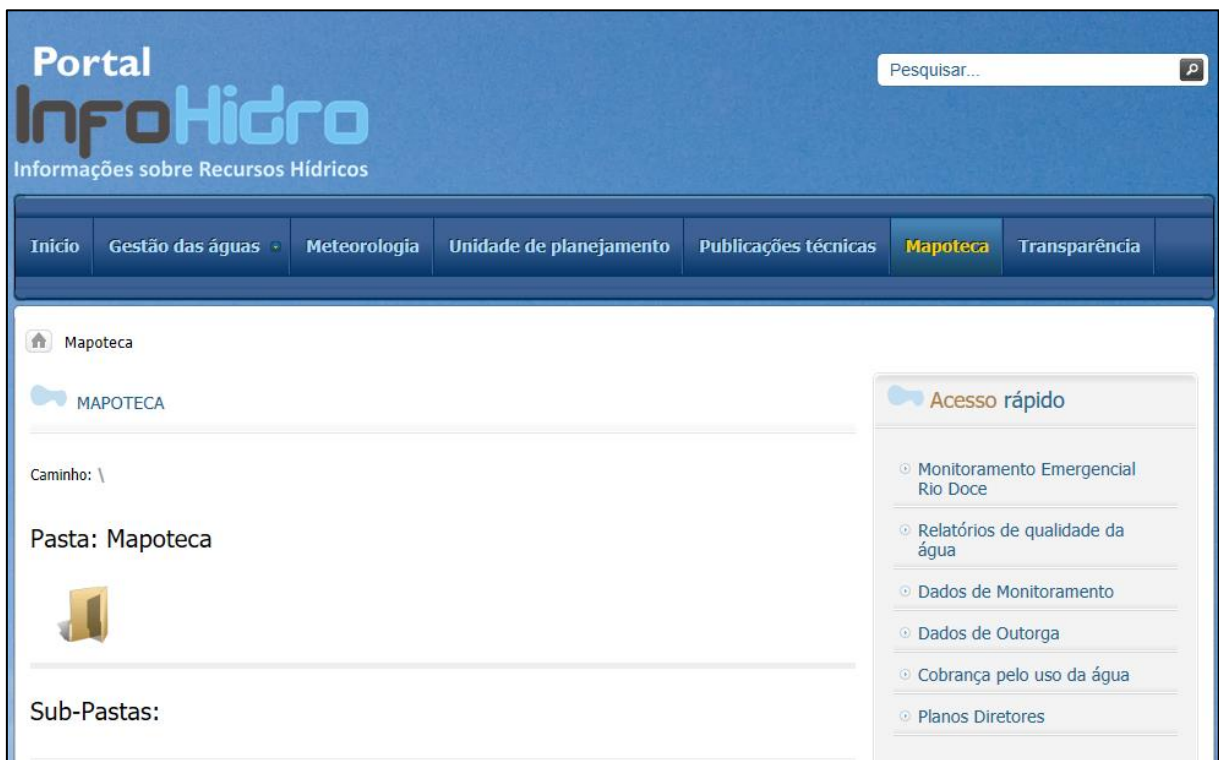 Portal
InfoHidro
Informações sobre Recursos Hídricos
Pesquisar...
Inicio
Gestão das águas
Meteorologia
Unidade de planejamento
Publicações técnicas
Mapoteca
Transparência
Mapoteca
MAPOTECA
Caminho: \
Pasta: Mapoteca
Sub-Pastas:
Acesso rápido
Monitoramento Emergencial
Rio Doce
Relatórios de qualidade da
água
Dados de Monitoramento
Dados de Outorga
Cobrança pelo uso da água
Planos Diretores